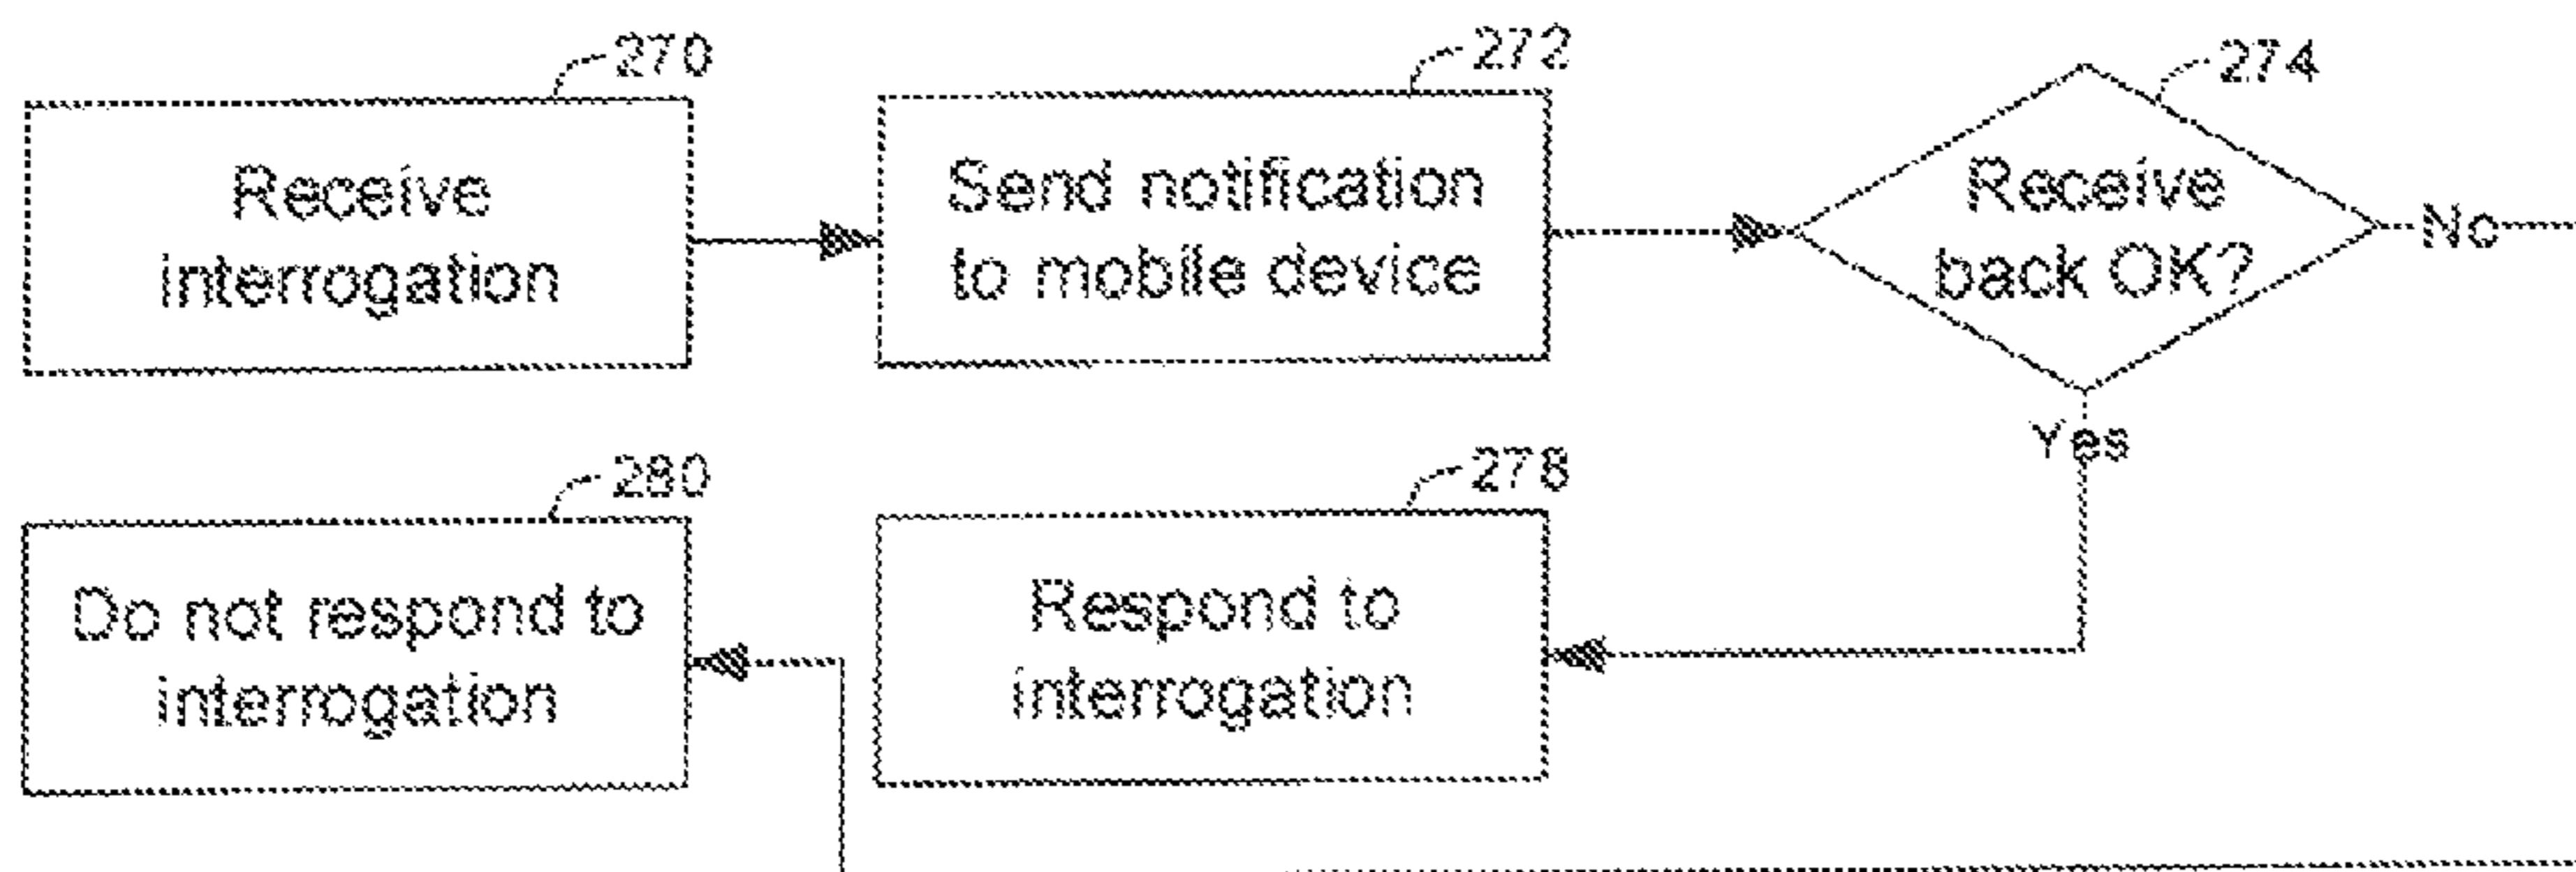 270
Receive
interrogation
272
Send notification
to mobile device
274
Receive
back OK?
No
Yes
280
Do not respond to
interrogation
278
Respond to
interrogation